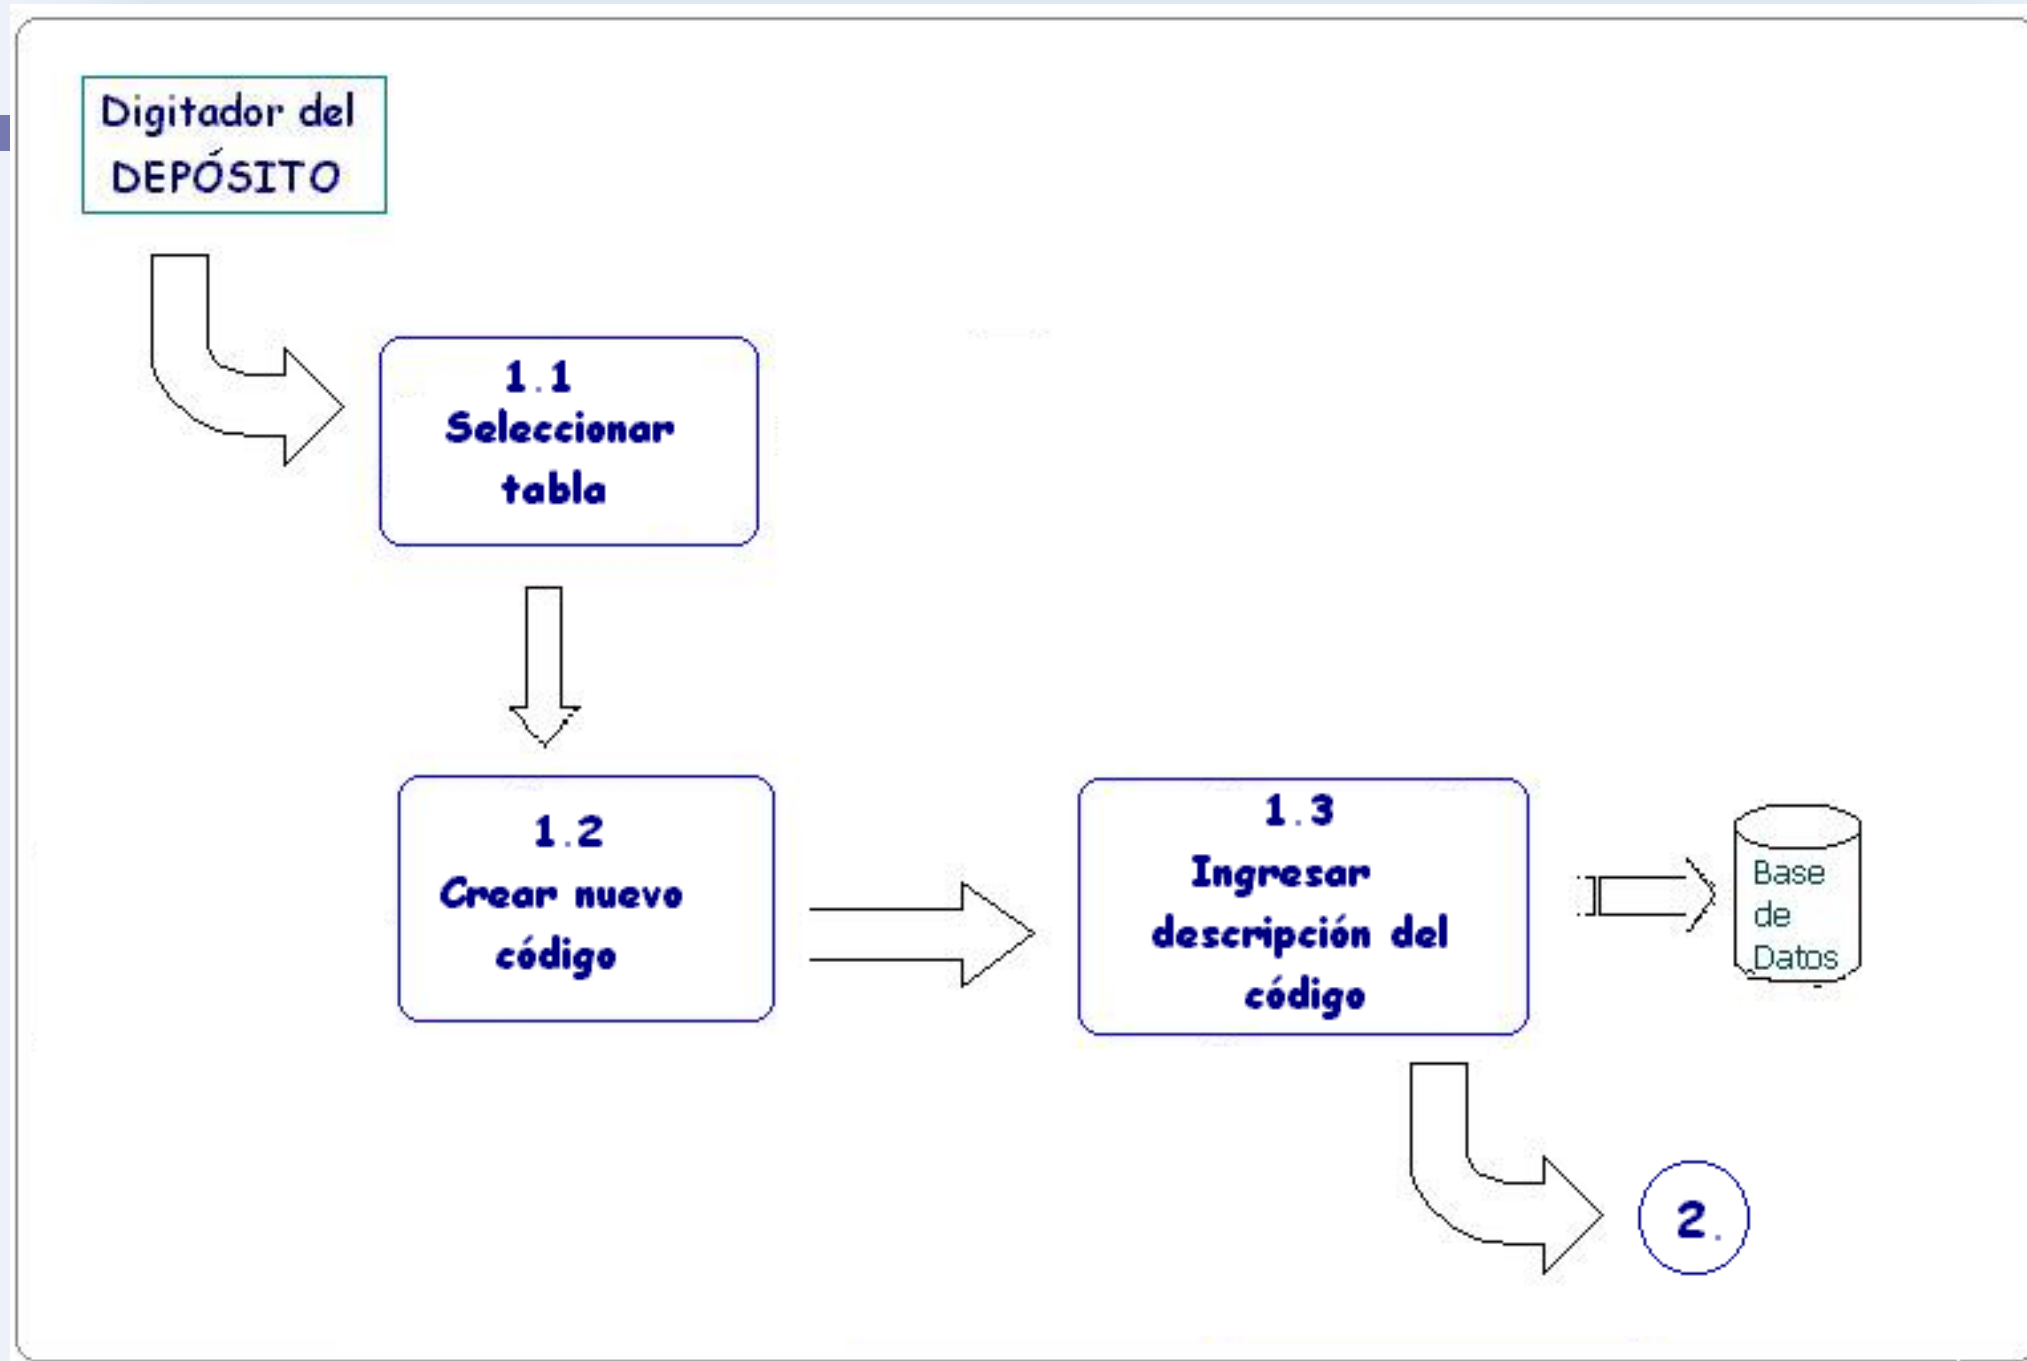 Digitador del
DEPÓSITO
1.1
Seleccionar
tabla
1.2
Crear nuevo
código
1.3
Ingresar
descripción del
código
Base
de
Datos
2.